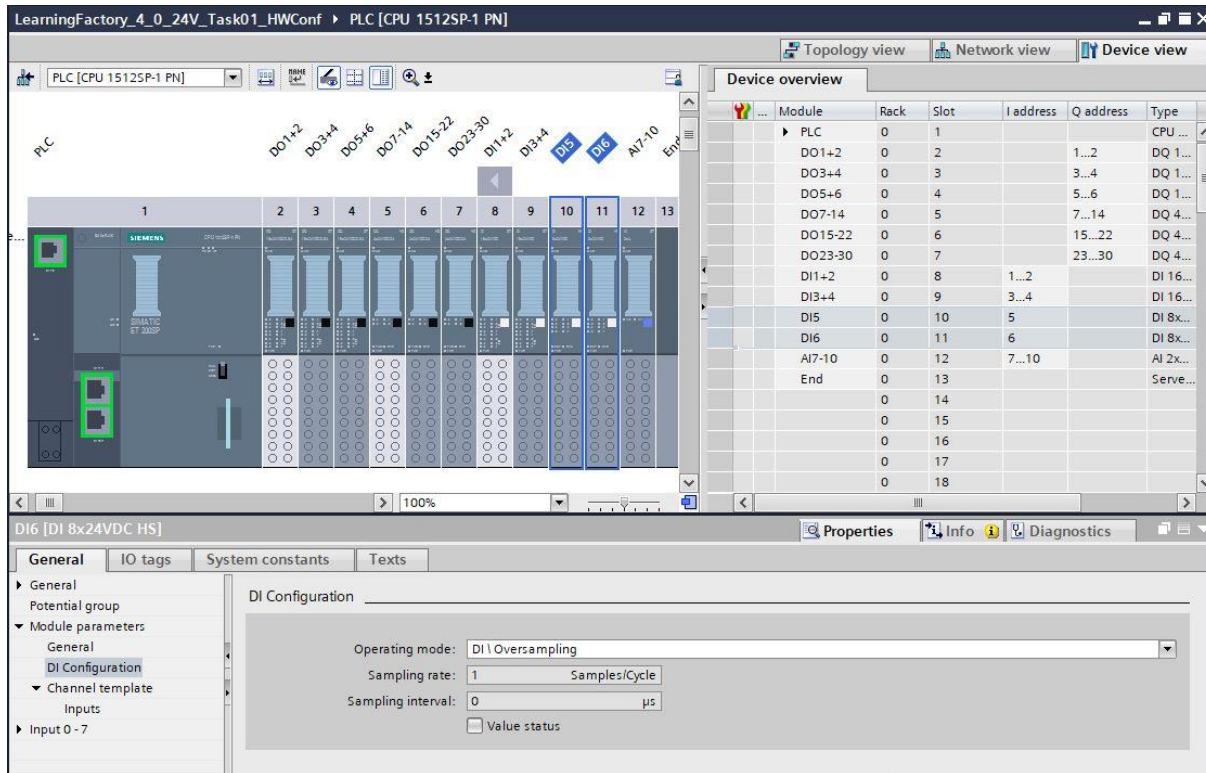 LearningFactory_4_0_24V_Task01_HWConf ▸ PLC [CPU 1512SP-1 PN]
Topology view Network view Device view
PLC [CPU 1512SP-1 PN]
Device overview
PLC DO1+2 DO3+4 DO5+6 DO7-14 DO15-22 DO23-30 DI1+2 DI3+4 DI5 DI6 AI7-10 End
1 2 3 4 5 6 7 8 9 10 11 12 13
SIEMENS
SIMATIC
ET 200SP
... Module Rack Slot I address Q address Type
PLC 0 1 CPU ...
DO1+2 0 2 1...2 DQ 1...
DO3+4 0 3 3...4 DQ 1...
DO5+6 0 4 5...6 DQ 1...
DO7-14 0 5 7...14 DQ 4...
DO15-22 0 6 15...22 DQ 4...
DO23-30 0 7 23...30 DQ 4...
DI1+2 0 8 1...2 DI 16...
DI3+4 0 9 3...4 DI 16...
DI5 0 10 5 DI 8x...
DI6 0 11 6 DI 8x...
AI7-10 0 12 7...10 AI 2x...
End 0 13 Serve...
0 14
0 15
0 16
0 17
0 18
100%
DI6 [DI 8x24VDC HS]
Properties Info Diagnostics
General IO tags System constants Texts
General
Potential group
Module parameters
General
DI Configuration
Channel template
Inputs
Input 0 - 7
DI Configuration
Operating mode: DI \ Oversampling
Sampling rate: 1 Samples/Cycle
Sampling interval: 0 µs
Value status